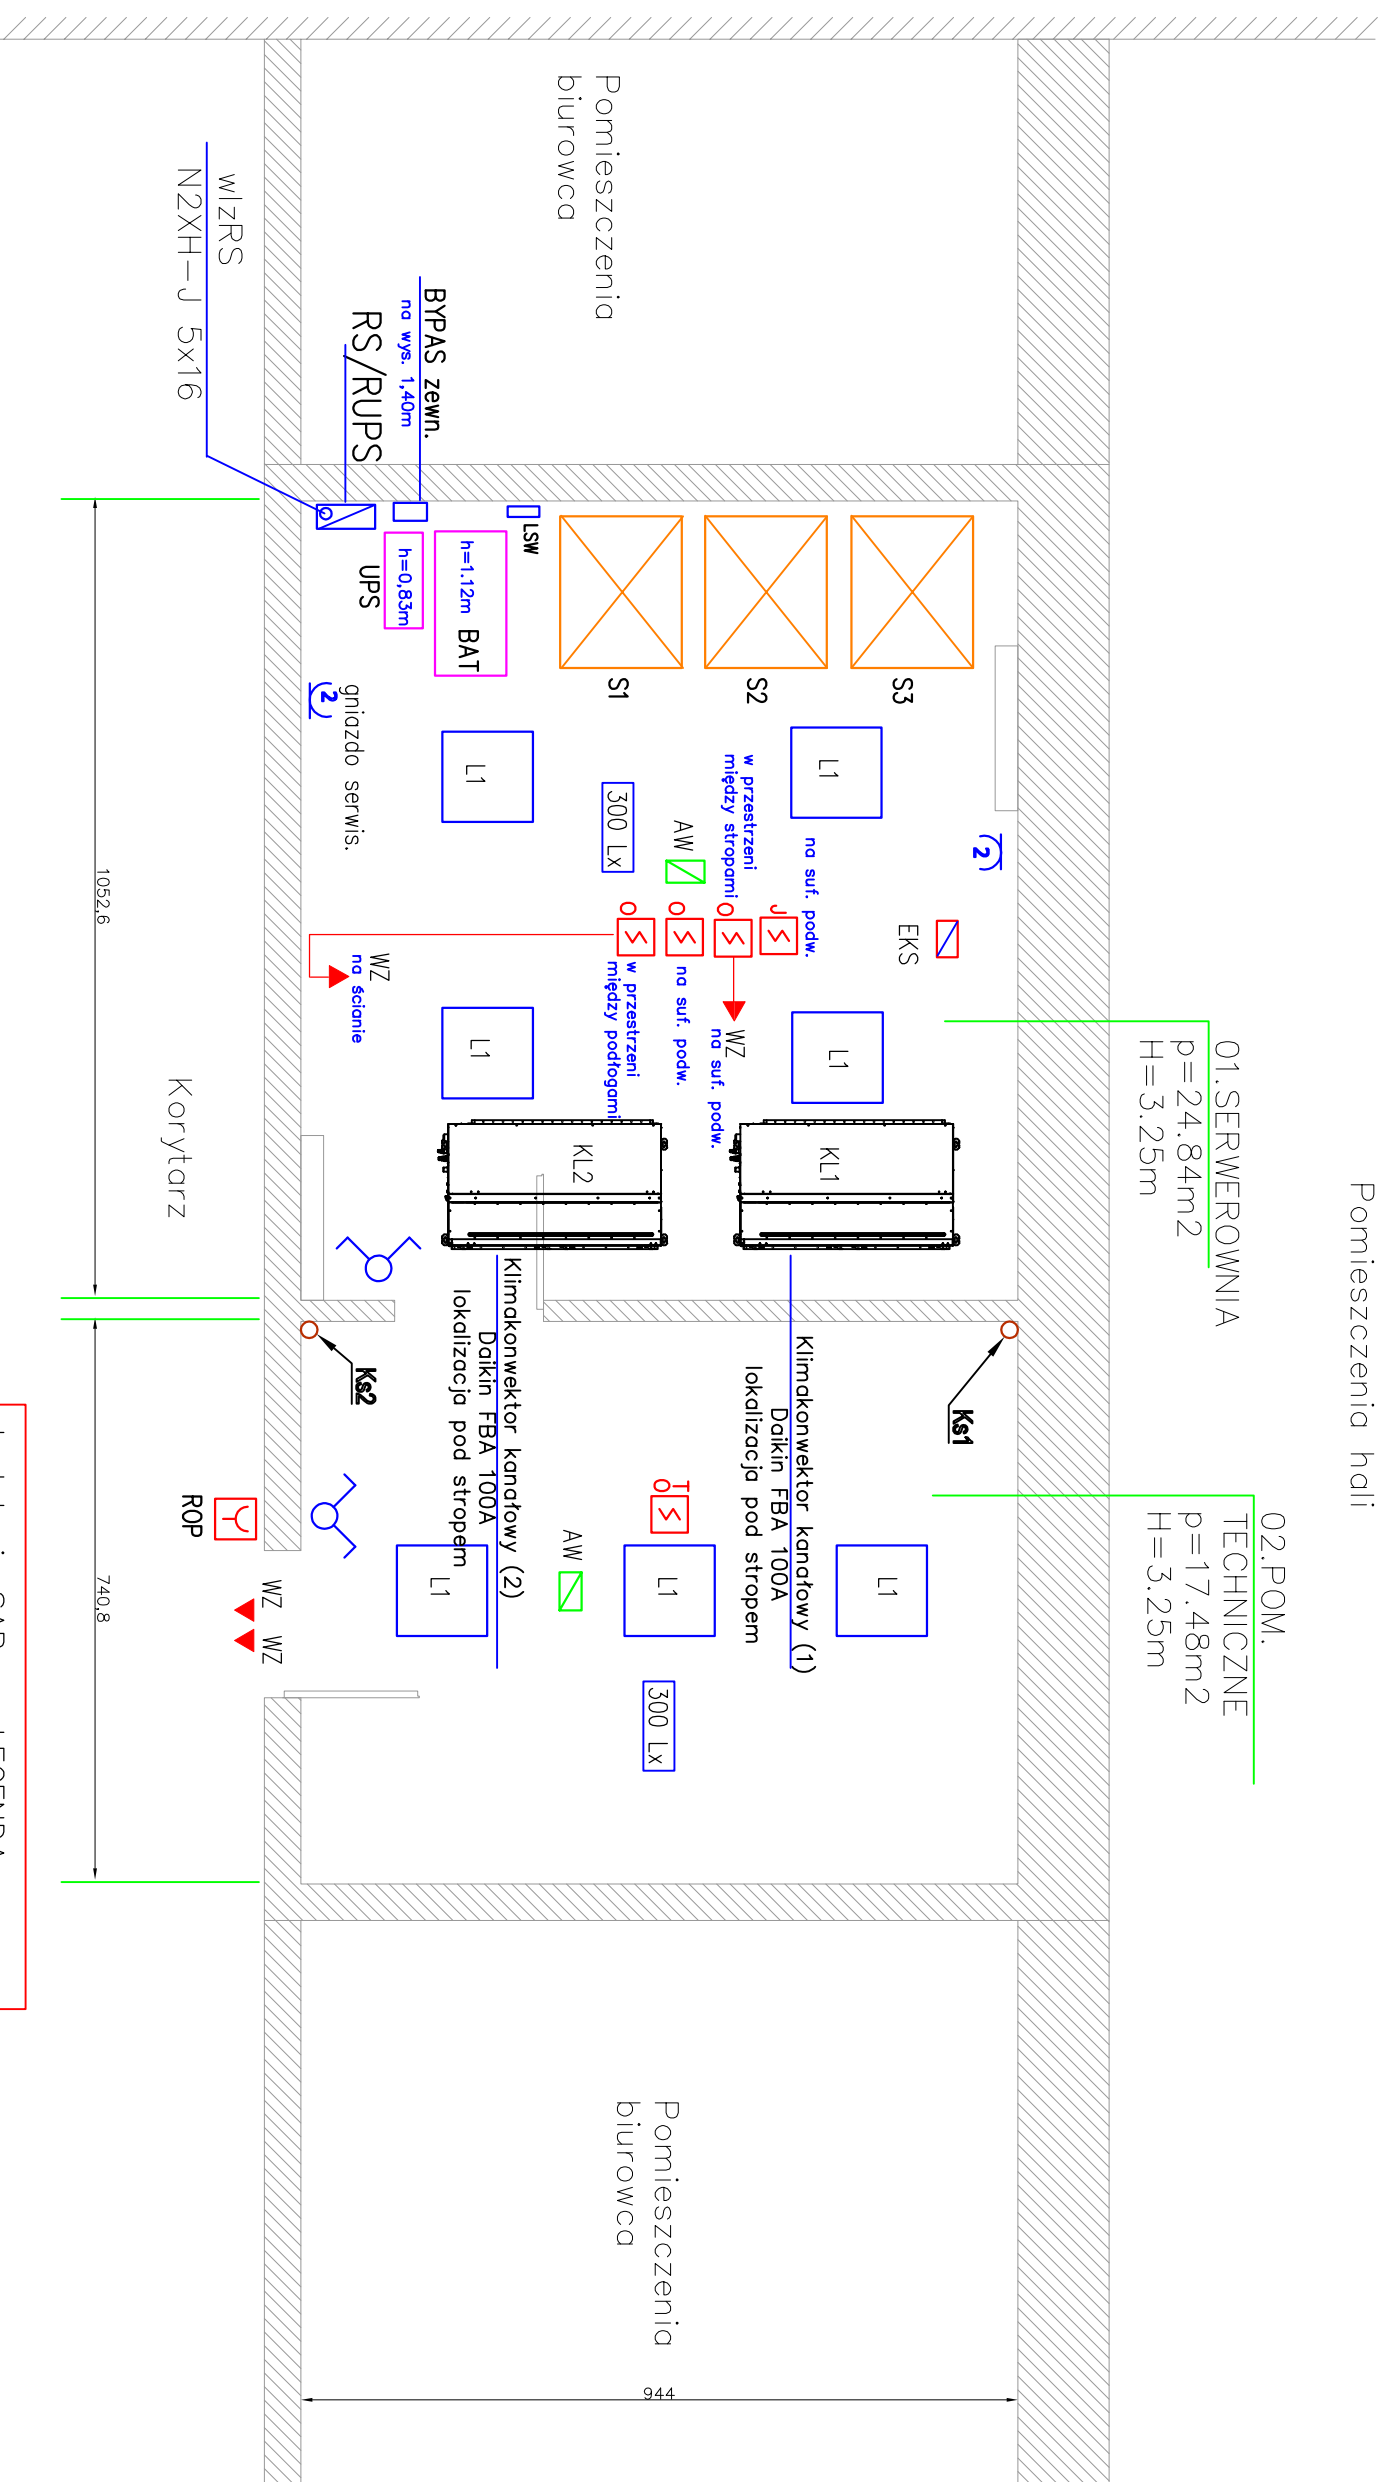 Pomieszczenia hali
01.SERWEROWNIA
p=24.84m2
H=3.25m
02.POM.
TECHNICZNE
p=17.48m2
H=3.25m
Pomieszczenia
biurowca
wlzRS
N2XH-J 5x16
BYPAS zewn.
na wys. 1,40m
RS/RUPS
LSW
h=1.12m
BAT
h=0,83m
UPS
S3
S2
S1
2
gniazdo serwis.
2
L1
L1
300 Lx
AW
w przestrzeni
między stropami
na suf. podw.
J
O
O
O
EKS
WZ
na ścianie
w przestrzeni
między podłogami
na suf. podw.
WZ
na suf. podw.
L1
L1
KL1
KL2
Klimakonwektor kanałowy (1)
Daikin FBA 100A
lokalizacja pod stropem
Klimakonwektor kanałowy (2)
Daikin FBA 100A
lokalizacja pod stropem
Ks1
Ks2
T
O
AW
L1
L1
L1
300 Lx
ROP
WZ
WZ
Korytarz
1052,6
740,8
944
Pomieszczenia
biurowca
LEGENDA